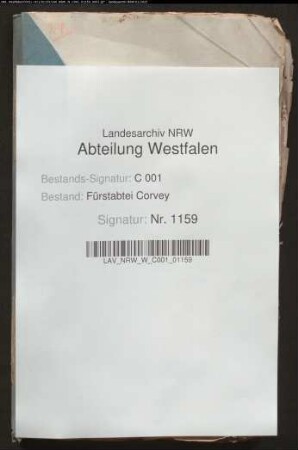 Landesarchiv NRW
Abteilung Westfalen
Bestands-Signatur: C 001
Bestand: Fürstabtei Corvey
Signatur: Nr. 1159
LAV_NRW_W_C001_01159